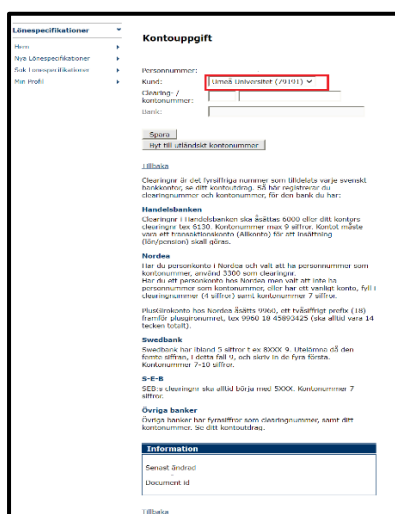 Lönespecifikationer
Hem
Nya Lönespecifikationer
Sök Lönespecifikationer
Min Profil
Kontouppgift
Personnummer:
Kund: Umeå Universitet (79191)
Clearing- /
kontonummer:
Bank:
Spara
Byt till utländskt kontonummer
Tillbaka
Clearingnr är det fyrsiffriga nummer som tilldelats varje svenskt
bankkontor, se ditt kontoutdrag. Så här registrerar du
clearingnummer och kontonummer, för den bank du har:
Handelsbanken
Clearingnr i Handelsbanken ska åsättas 6000 eller ditt kontors
clearingnr tex 6130. Kontonummer max 9 siffror. Kontot måste
vara ett transaktionskonto (Allkonto) för att insättning
(lön/pension) skall göras.
Nordea
Har du personkonto i Nordea och valt att ha personnummer som
kontonummer, använd 3300 som clearingnr.
Har du ett personkonto hos Nordea men valt att inte ha
personnummer som kontonummer, eller har ett vanligt konto, fyll i
clearingnummer (4 siffror) samt kontonummer 7 siffror.
PlusGirokonto hos Nordea åsätts 9960, ett tvåsiffrigt prefix (18)
framför plusgironumret, tex 9960 18 45893425 (ska alltid vara 14
tecken totalt).
Swedbank
Swedbank har ibland 5 siffror t ex 8XXX 9. Utelämna då den
femte siffran, i detta fall 9, och skriv in de fyra första.
Kontonummer 7-10 siffror.
S-E-B
SEB:s clearingnr ska alltid börja med 5XXX. Kontonummer 7
siffror.
Övriga banker
Övriga banker har fyrasiffror som clearingnummer, samt ditt
kontonummer. Se ditt kontoutdrag.
Information
Senast ändrad
Document Id
Tillbaka